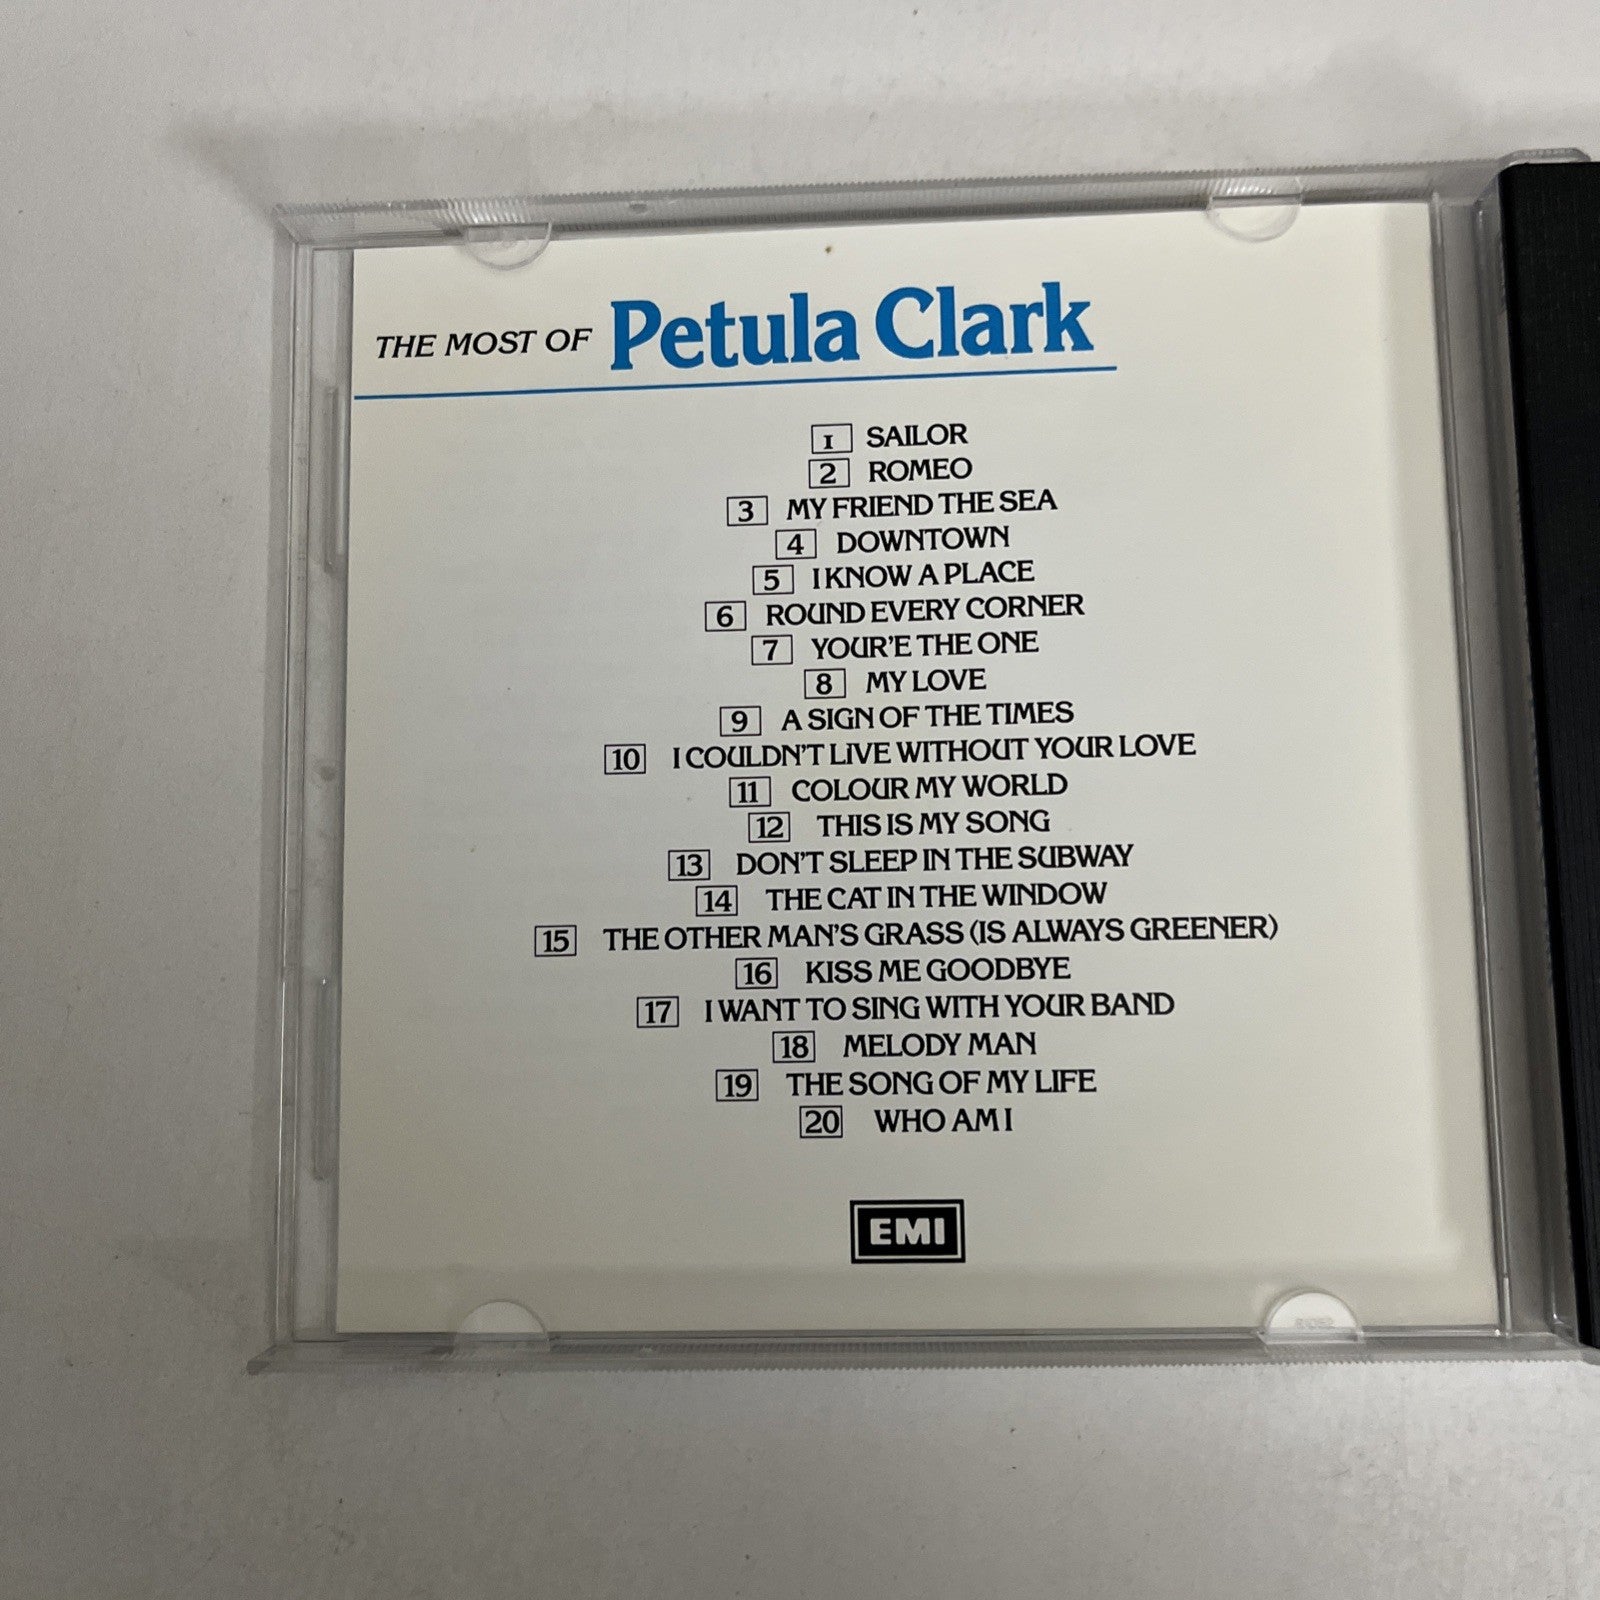 THE MOST OF Petula Clark
1 SAILOR
2 ROMEO
3 MY FRIEND THE SEA
4 DOWNTOWN
5 I KNOW A PLACE
6 ROUND EVERY CORNER
7 YOUR'E THE ONE
8 MY LOVE
9 A SIGN OF THE TIMES
10 I COULDN'T LiVE WITHOUT YOUR LOVE
11 COLOUR MY WORLD
12 THIS IS MY SONG
13 DON'T SLEEP IN THE SUBWAY
14 THE CAT IN THE WINDOW
15 THE OTHER MAN'S GRASS (IS ALWAYS GREENER)
16 KISS ME GOODBYE
17 I WANT TO SING WITH YOUR BAND
18 MELODY MAN
19 THE SONG OF MY LIFE
20 WHO AM I
EMI